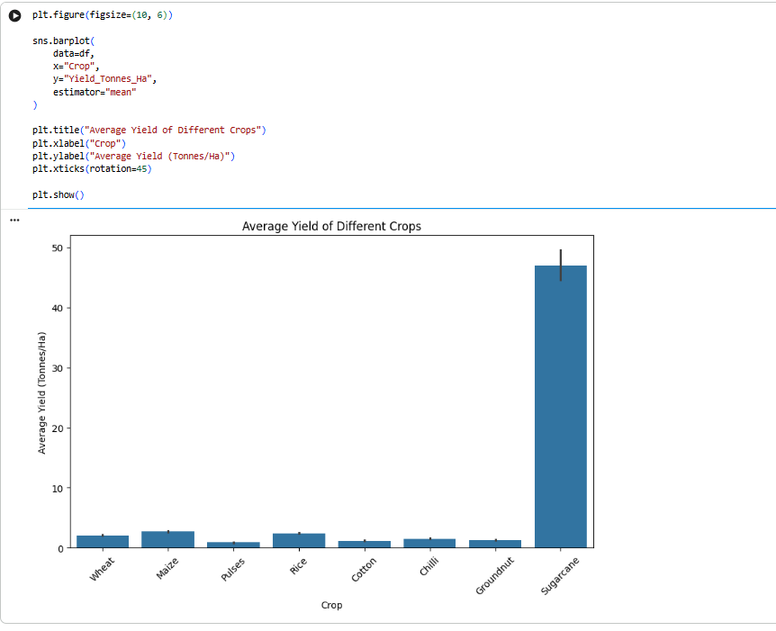 plt.figure(figsize=(10, 6))
sns.barplot(
data=df,
x="Crop",
y="Yield_Tonnes_Ha",
estimator="mean"
)
plt.title("Average Yield of Different Crops")
plt.xlabel("Crop")
plt.ylabel("Average Yield (Tonnes/Ha)")
plt.xticks(rotation=45)
plt.show()
...
Average Yield of Different Crops
50
40
30
20
10
0
Average Yield (Tonnes/Ha)
Wheat
Maize
Pulses
Rice
Cotton
Chilli
Groundnut
Sugarcane
Crop